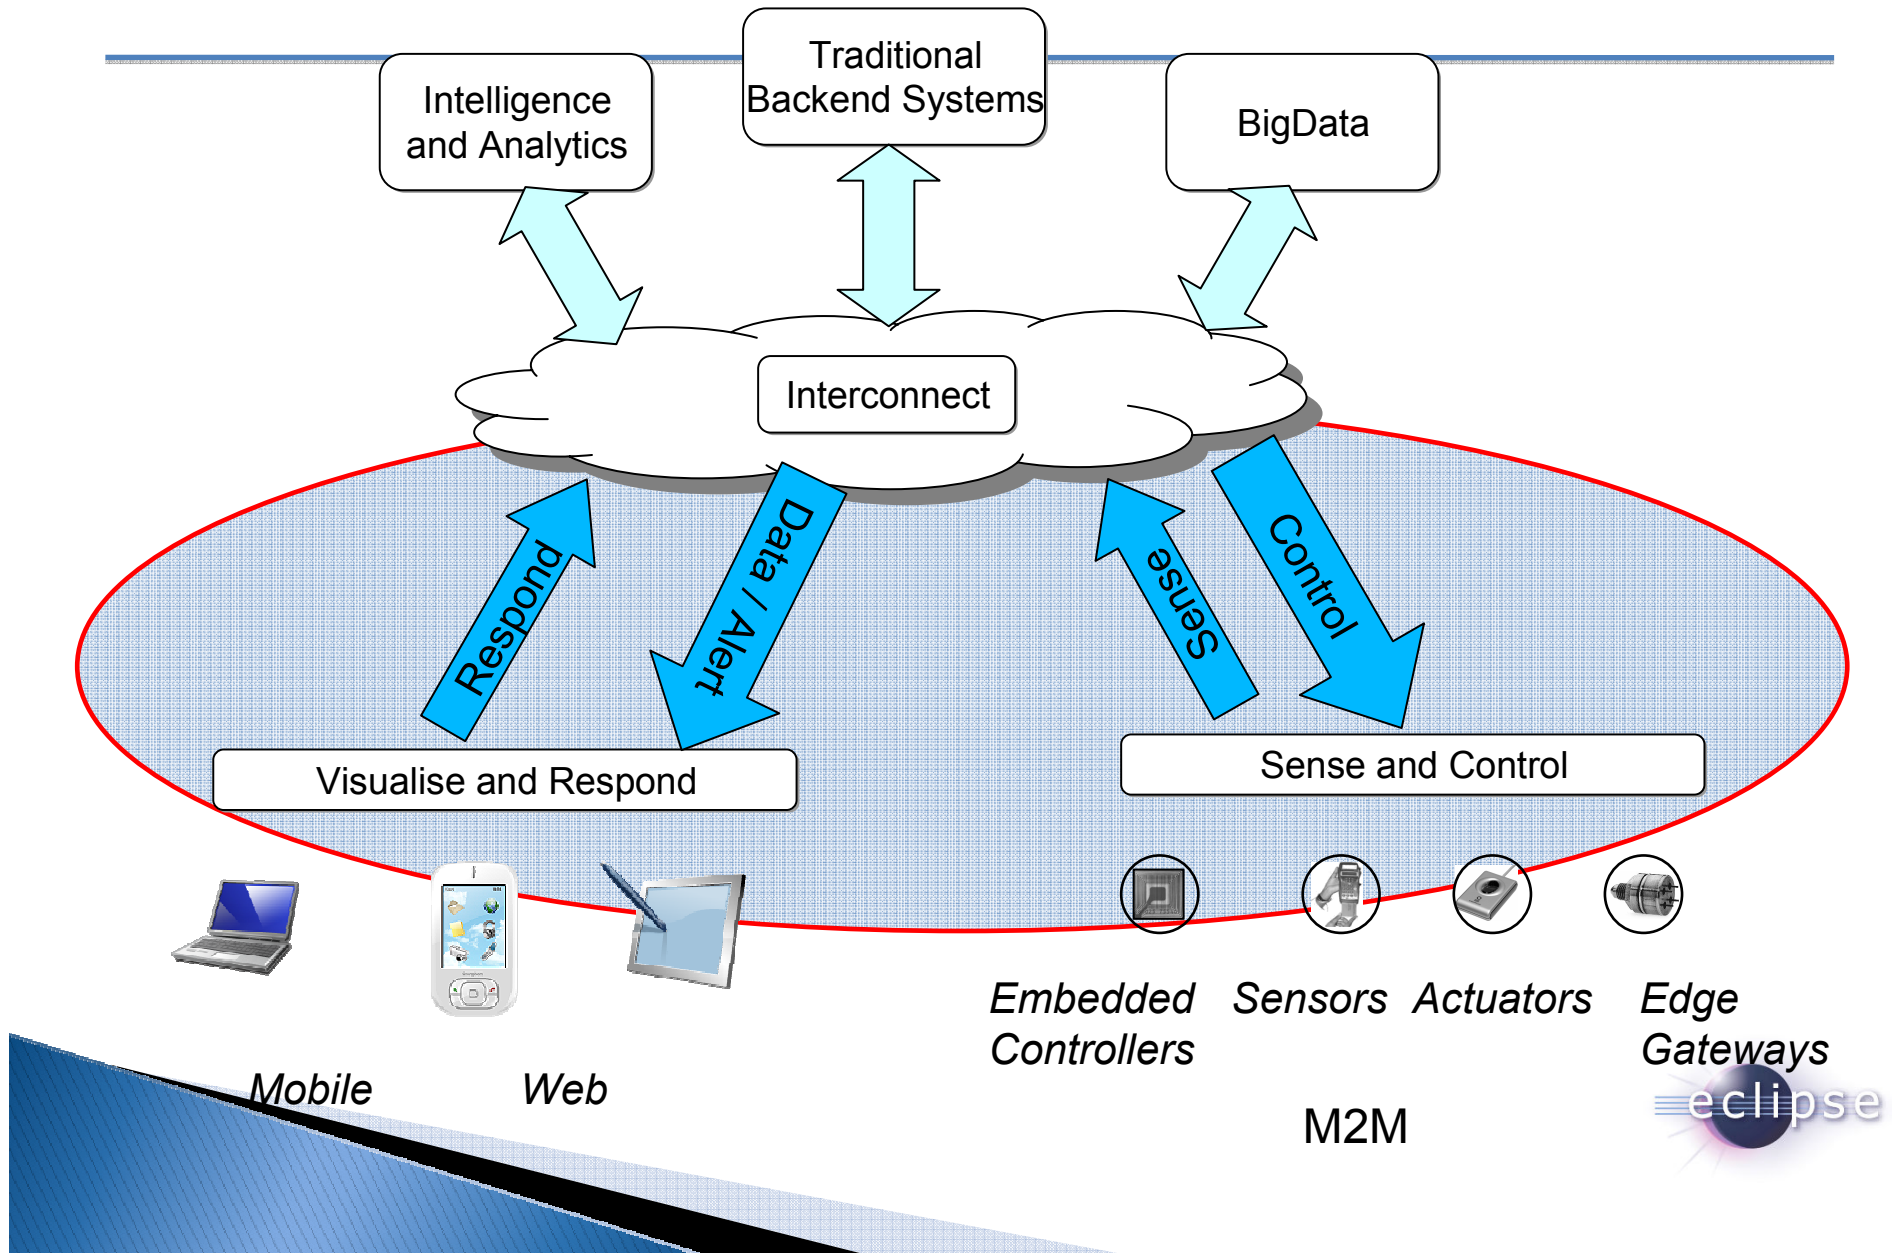 Traditional
Backend Systems
Intelligence
and Analytics
BigData
Interconnect
Respond
Data / Alert
Sense
Control
Visualise and Respond
Sense and Control
Embedded
Controllers
Sensors
Actuators
Edge
Gateways
Mobile
Web
M2M
eclipse